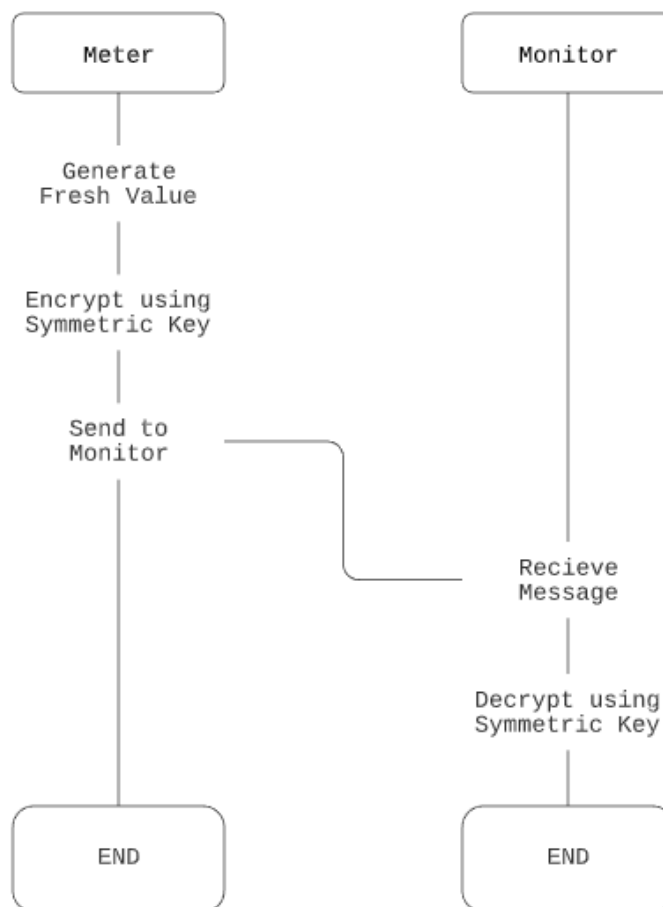 Meter
Monitor
Generate
Fresh Value
Encrypt using
Symmetric Key
Send to
Monitor
Recieve
Message
Decrypt using
Symmetric Key
END
END